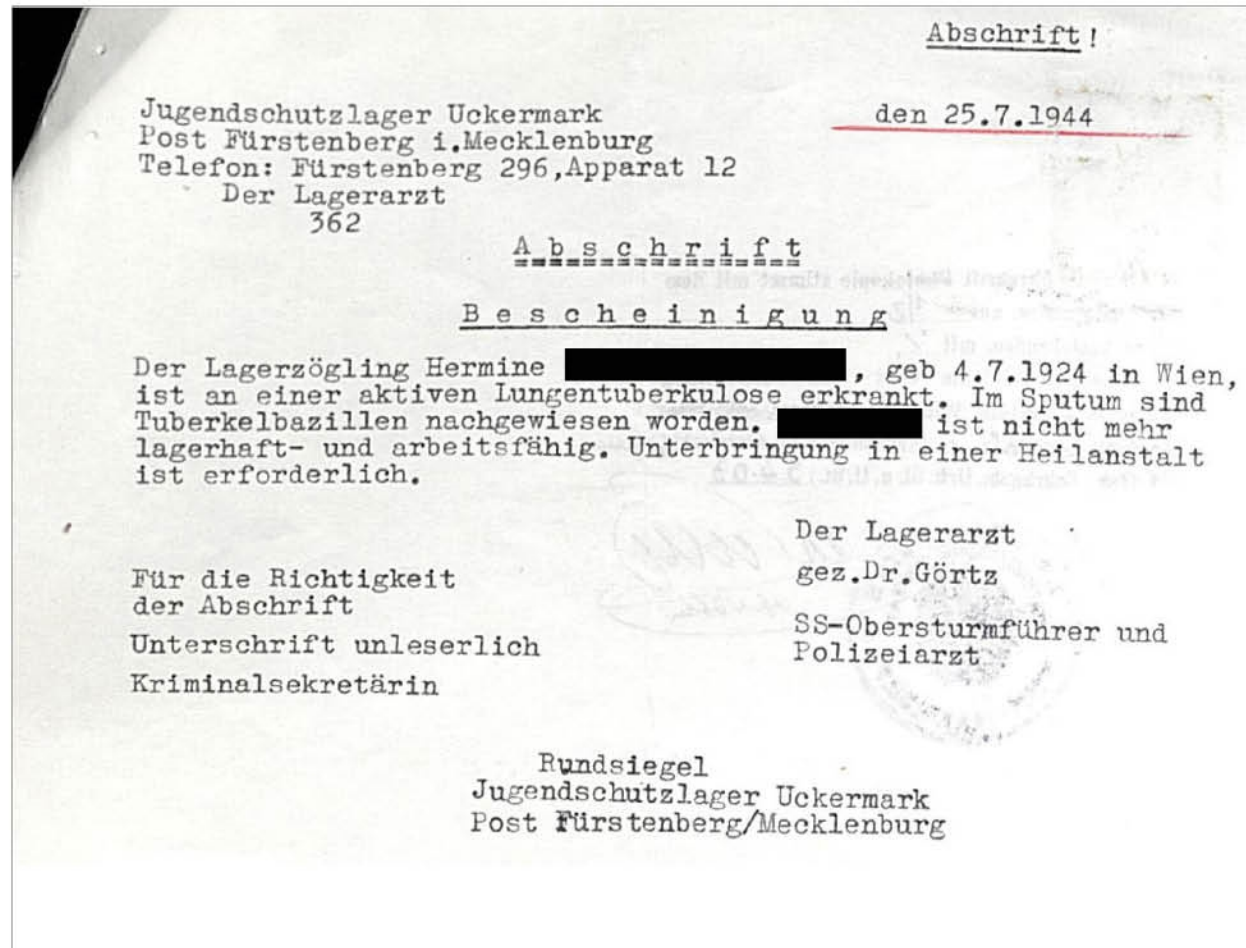 Abschrift!
Jugendschutzlager Uckermark
den 25.7.1944
Post Fürstenberg i.Mecklenburg
Telefon: Fürstenberg 296,Apparat 12
Der Lagerarzt
362
A b s c h r i f t
B e s c h e i n i g u n g
Der Lagerzögling Hermine , geb 4.7.1924 in Wien,
ist an einer aktiven Lungentuberkulose erkrankt. Im Sputum sind
Tuberkelbazillen nachgewiesen worden. ist nicht mehr
lagerhaft- und arbeitsfähig. Unterbringung in einer Heilanstalt
ist erforderlich.
Der Lagerarzt
gez.Dr.Görtz
SS-Obersturmführer und
Polizeiarzt
Für die Richtigkeit
der Abschrift
Unterschrift unleserlich
Kriminalsekretärin
Rundsiegel
Jugendschutzlager Uckermark
Post Fürstenberg/Mecklenburg